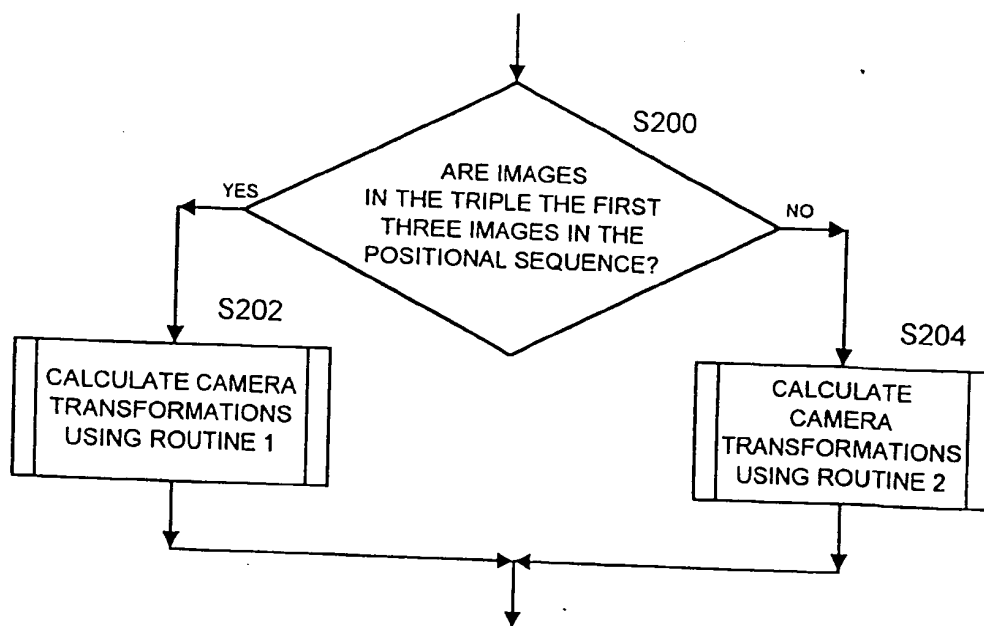 S200
ARE IMAGES
IN THE TRIPLE THE FIRST
THREE IMAGES IN THE
POSITIONAL SEQUENCE?
YES
NO
S202
CALCULATE CAMERA
TRANSFORMATIONS
USING ROUTINE 1
S204
CALCULATE
CAMERA
TRANSFORMATIONS
USING ROUTINE 2